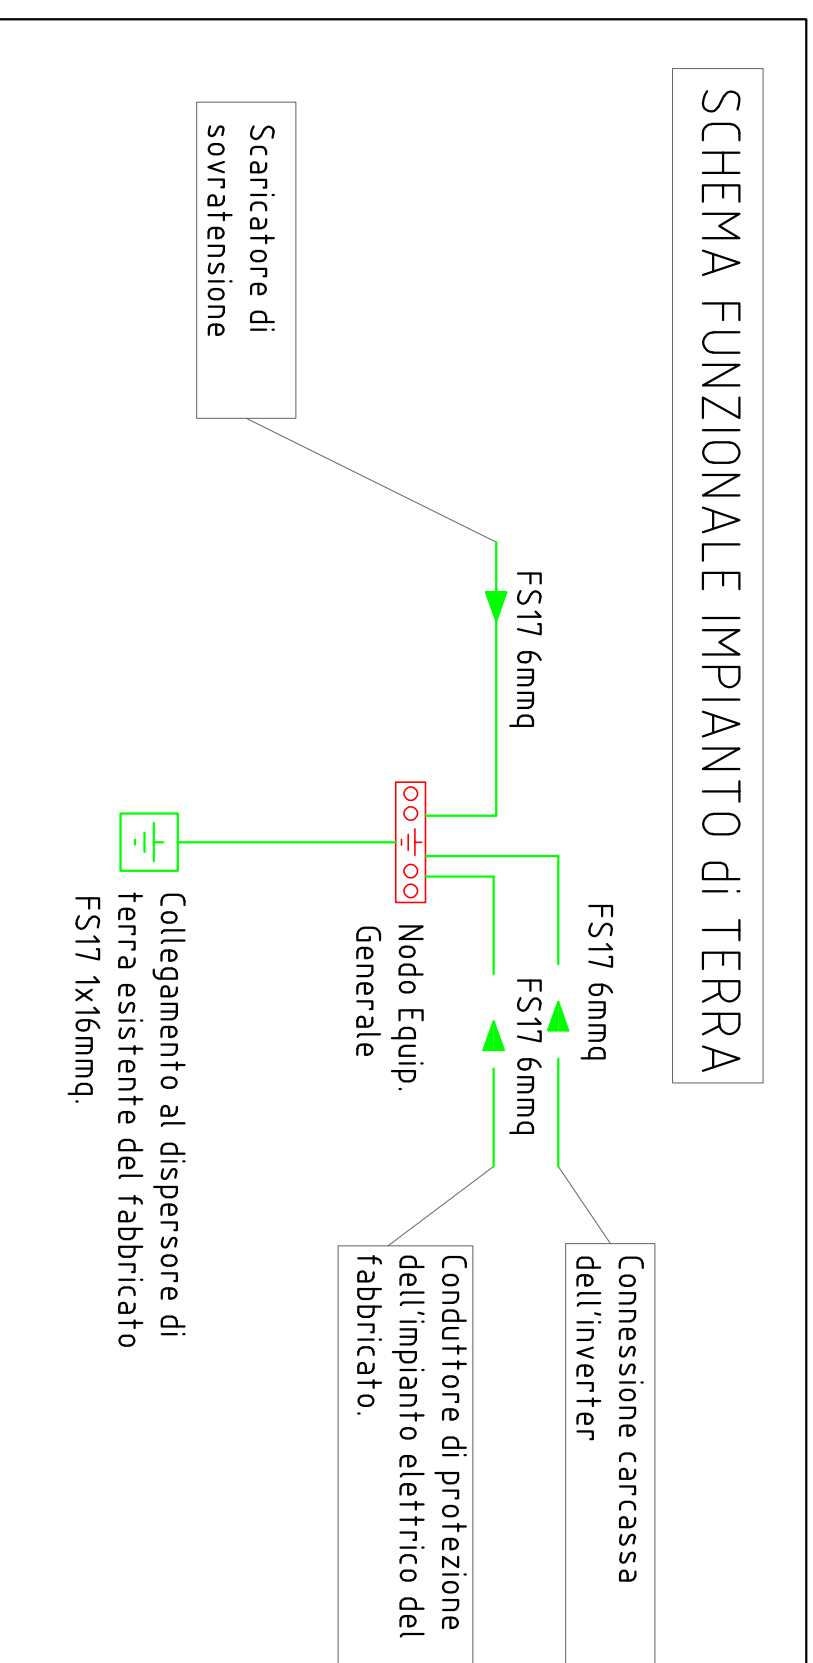 SCHEMA FUNZIONALE IMPIANTO di TERRA
Scaricatore di
sovratensione
FS17 6mmq
FS17 6mmq
FS17 6mmq
Connessione carcassa
dell'inverter
Conduttore di protezione
dell'impianto elettrico del
fabbricato.
Nodo Equip.
Generale
Collegamento al dispersore di
terra esistente del fabbricato
FS17 1x16mmq.